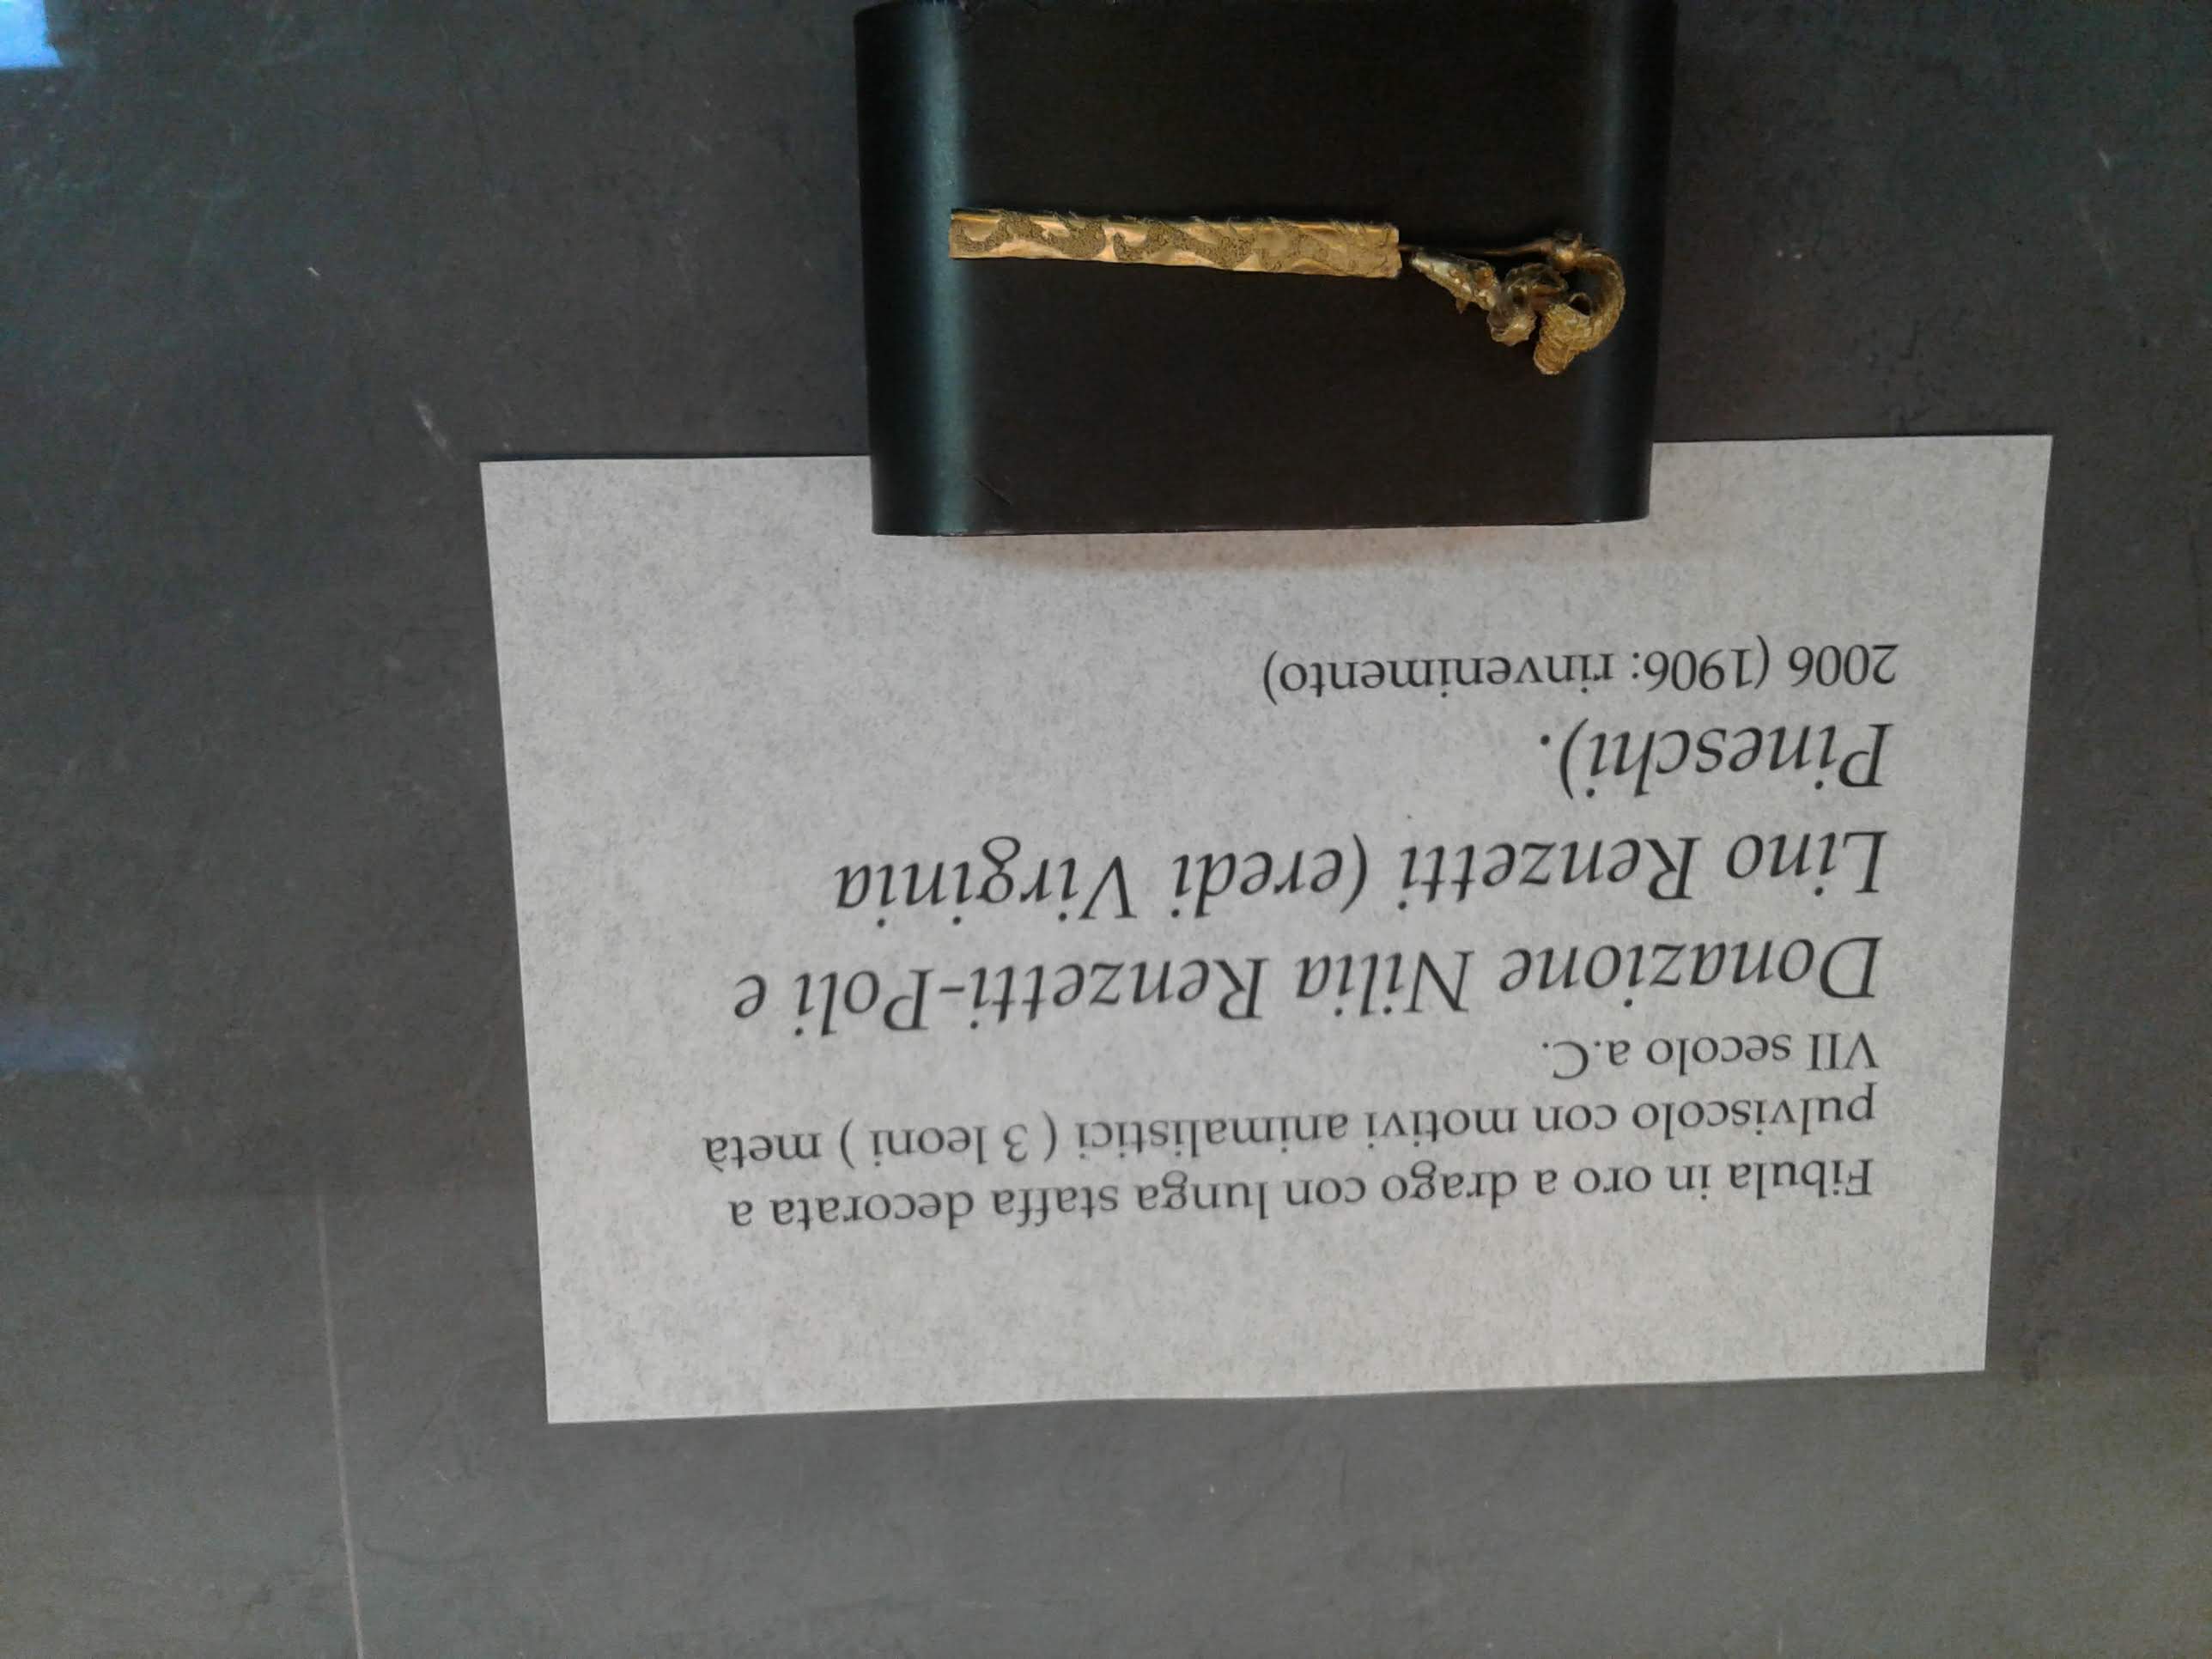 Fibula in oro a drago con lunga staffa decorata a
pulviscolo con motivi animalistici ( 3 leoni ) metà
VII secolo a.C.
Donazione Nilia Renzetti-Poli e
Lino Renzetti (eredi Virginia
Pineschi).
2006 (1906: rinvenimento)